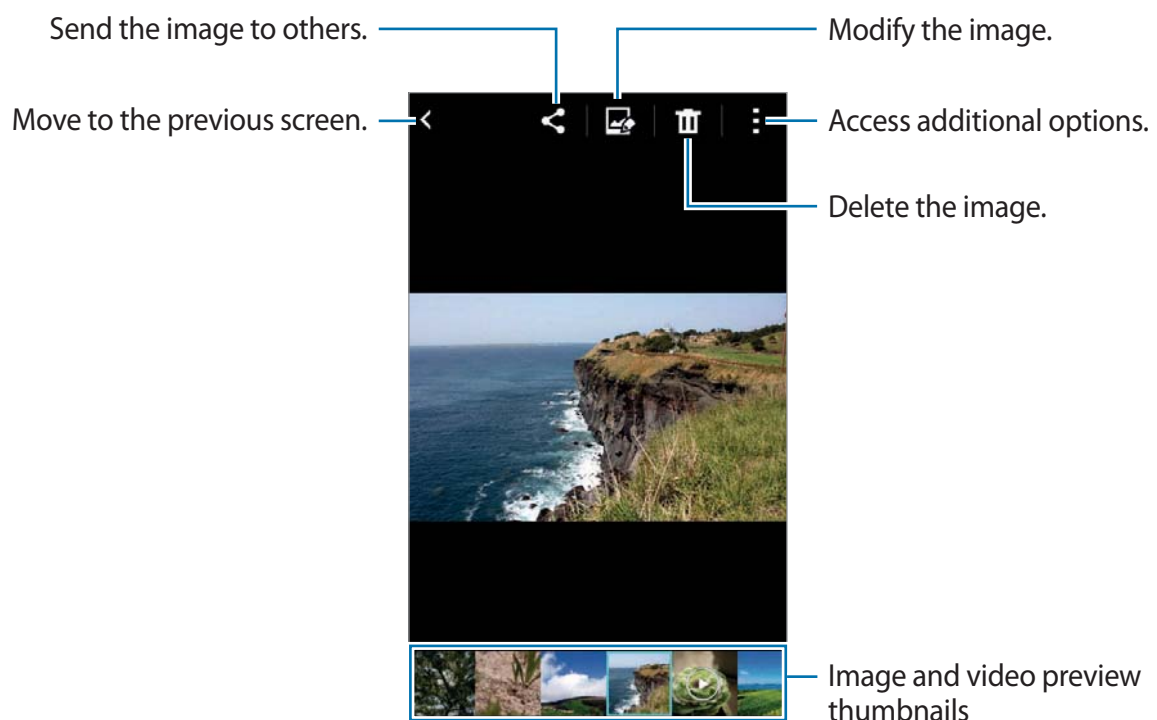 Send the image to others.
Modify the image.
Move to the previous screen.
Access additional options.
Delete the image.
Image and video preview
thumbnails